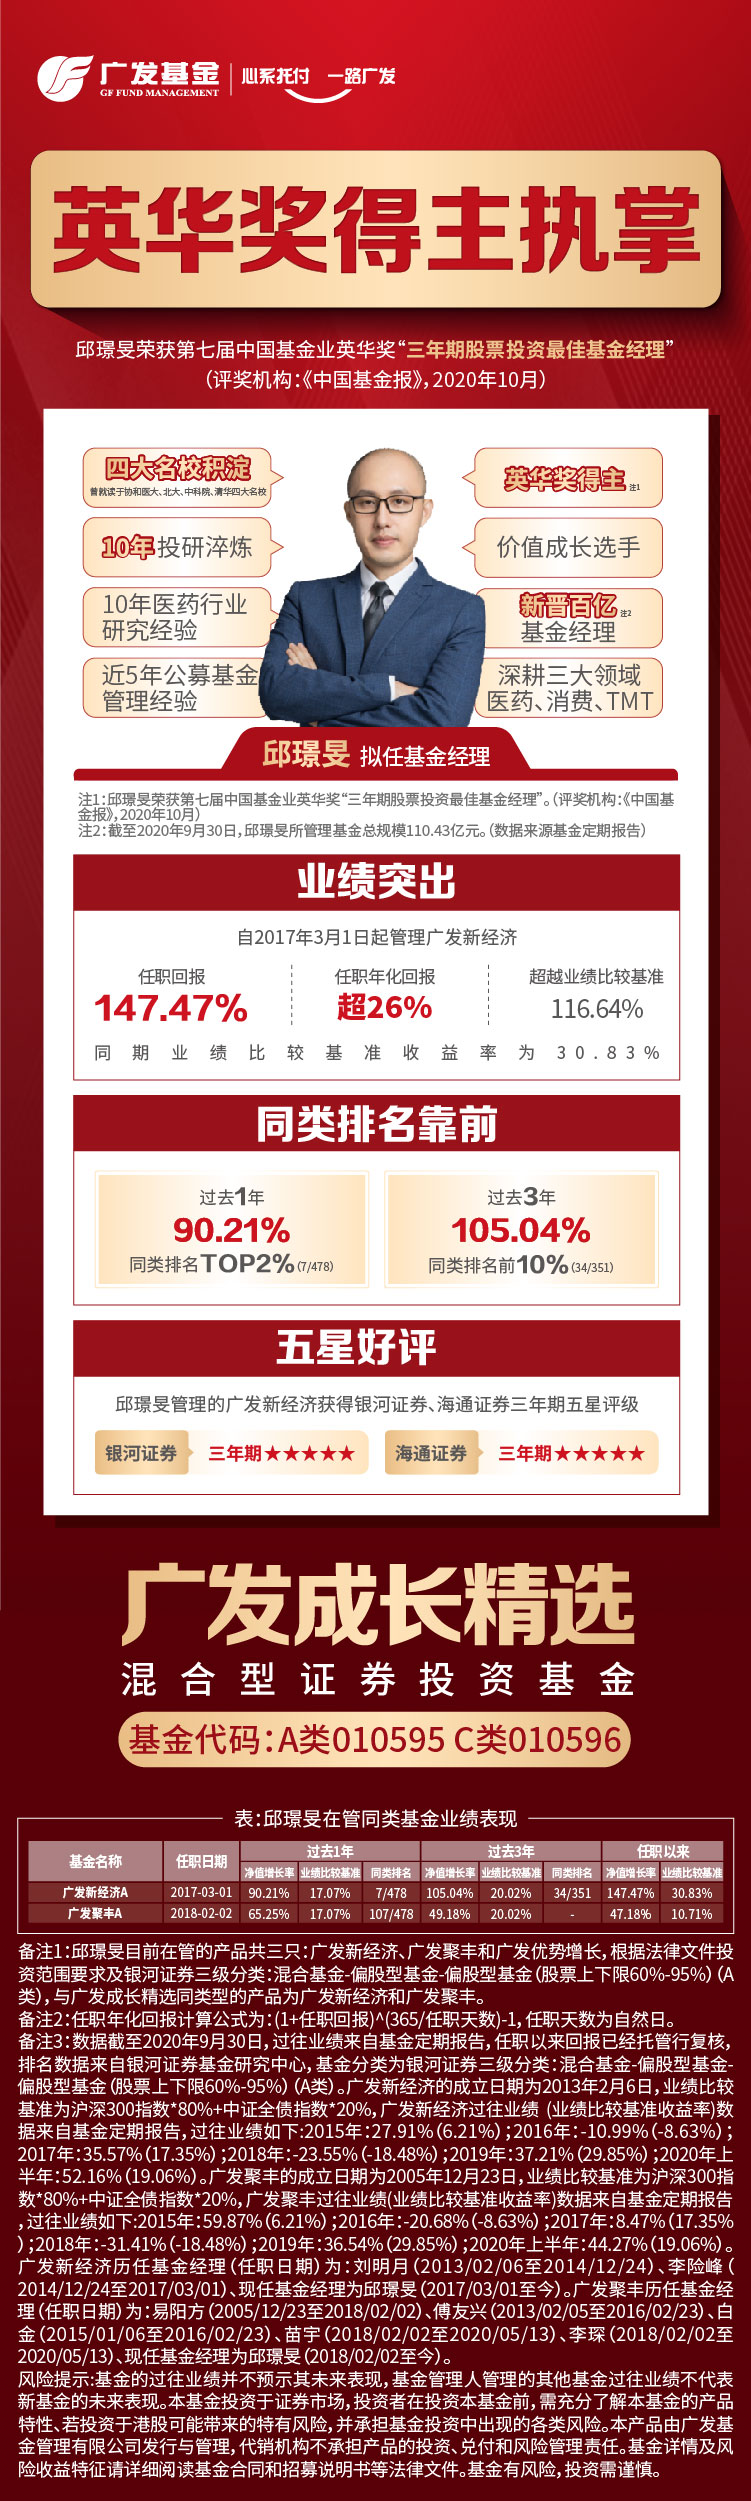 广发基金 心系托付 一路广发
GF FUND MANAGEMENT
英华奖得主执掌
邱璟旻荣获第七届中国基金业英华奖“三年期股票投资最佳基金经理”
（评奖机构：《中国基金报》，2020年10月）
四大名校积淀
曾就读于协和医大、北大、中科院、清华四大名校
英华奖得主 注1
10年投研淬炼
价值成长选手
10年医药行业
研究经验
新晋百亿 注2
基金经理
近5年公募基金
管理经验
深耕三大领域
医药、消费、TMT
邱璟旻 拟任基金经理
注1：邱璟旻荣获第七届中国基金业英华奖“三年期股票投资最佳基金经理”。（评奖机构：《中国基
金报》，2020年10月）
注2：截至2020年9月30日，邱璟旻所管理基金总规模110.43亿元。（数据来源基金定期报告）
业绩突出
自2017年3月1日起管理广发新经济
任职回报 任职年化回报 超越业绩比较基准
147.47% 超26% 116.64%
同期业绩比较基准收益率为30.83%
同类排名靠前
过去1年
90.21%
同类排名TOP2%（7/478）
过去3年
105.04%
同类排名前10%（34/351）
五星好评
邱璟旻管理的广发新经济获得银河证券、海通证券三年期五星评级
银河证券 三年期★★★★★ 海通证券 三年期★★★★★
广发成长精选
混合型证券投资基金
基金代码：A类010595 C类010596
表：邱璟旻在管同类基金业绩表现
基金名称 任职日期 过去1年 过去3年 任职以来
净值增长率 业绩比较基准 同类排名 净值增长率 业绩比较基准 同类排名 净值增长率 业绩比较基准
广发新经济A 2017-03-01 90.21% 17.07% 7/478 105.04% 20.02% 34/351 147.47% 30.83%
广发聚丰A 2018-02-02 65.25% 17.07% 107/478 49.18% 20.02% - 47.18% 10.71%
备注1：邱璟旻目前在管的产品共三只：广发新经济、广发聚丰和广发优势增长，根据法律文件投
资范围要求及银河证券三级分类：混合基金-偏股型基金-偏股型基金（股票上下限60%-95%）（A
类），与广发成长精选同类型的产品为广发新经济和广发聚丰。
备注2：任职年化回报计算公式为：(1+任职回报)^(365/任职天数)-1，任职天数为自然日。
备注3：数据截至2020年9月30日，过往业绩来自基金定期报告，任职以来回报已经托管行复核，
排名数据来自银河证券基金研究中心，基金分类为银河证券三级分类：混合基金-偏股型基金-
偏股型基金（股票上下限60%-95%）（A类）。广发新经济的成立日期为2013年2月6日，业绩比较
基准为沪深300指数*80%+中证全债指数*20%，广发新经济过往业绩 (业绩比较基准收益率)数
据来自基金定期报告，过往业绩如下：2015年：27.91%（6.21%）；2016年：-10.99%（-8.63%）；
2017年：35.57%（17.35%）；2018年：-23.55%（-18.48%）；2019年：37.21%（29.85%）；2020年上
半年：52.16%（19.06%）。广发聚丰的成立日期为2005年12月23日，业绩比较基准为沪深300指
数*80%+中证全债指数*20%，广发聚丰过往业绩(业绩比较基准收益率)数据来自基金定期报告
，过往业绩如下：2015年：59.87%（6.21%）；2016年：-20.68%（-8.63%）；2017年：8.47%（17.35%
）；2018年：-31.41%（-18.48%）；2019年：36.54%（29.85%）；2020年上半年：44.27%（19.06%）。
广发新经济历任基金经理（任职日期）为：刘明月（2013/02/06至2014/12/24）、李险峰（
2014/12/24至2017/03/01）、现任基金经理为邱璟旻（2017/03/01至今）。广发聚丰历任基金经
理（任职日期）为：易阳方（2005/12/23至2018/02/02）、傅友兴（2013/02/05至2016/02/23）、白
金（2015/01/06至2016/02/23）、苗宇（2018/02/02至2020/05/13）、李琛（2018/02/02至
2020/05/13）、现任基金经理为邱璟旻（2018/02/02至今）。
风险提示：基金的过往业绩并不预示其未来表现，基金管理人管理的其他基金过往业绩不代表
新基金的未来表现。本基金投资于证券市场，投资者在投资本基金前，需充分了解本基金的产品
特性、若投资于港股可能带来的特有风险，并承担基金投资中出现的各类风险。本产品由广发基
金管理有限公司发行与管理，代销机构不承担产品的投资、兑付和风险管理责任。基金详情及风
险收益特征请详细阅读基金合同和招募说明书等法律文件。基金有风险，投资需谨慎。